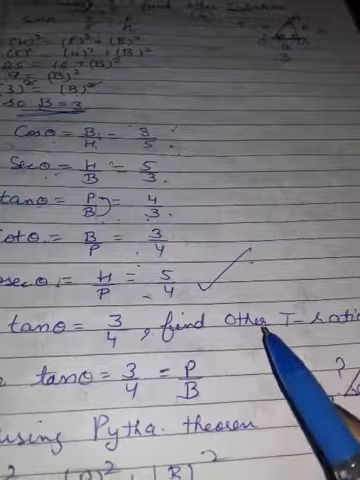 find other
(H)² = (P)² + (B)²
(5)² = (4)² + (B)²
25 = 16 + (B)²
9 = (B)²
(3)² = (B)²
So B = 3
Cosθ = B/H = 3/5
Secθ = H/B = 5/3
tanθ = P/B = 4/3
Cotθ = B/P = 3/4
Cosecθ = H/P = 5/4
tanθ = 3/4, find other T-ratio
tanθ = 3/4 = P/B
using Pytha. theorem